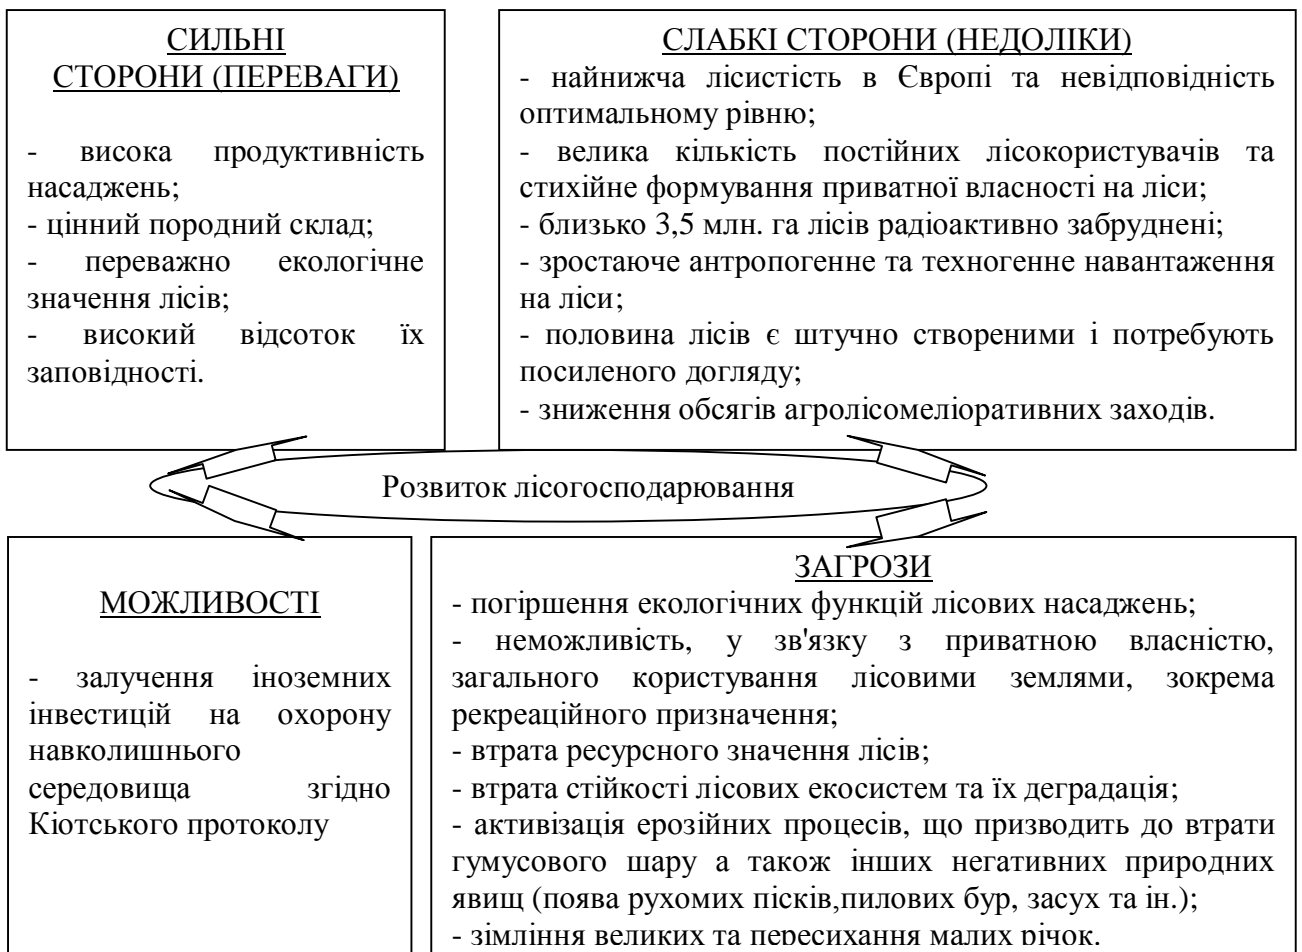 СИЛЬНІ
СТОРОНИ (ПЕРЕВАГИ)
- висока продуктивність
насаджень;
- цінний породний склад;
- переважно екологічне
значення лісів;
- високий відсоток їх
заповідності.
СЛАБКІ СТОРОНИ (НЕДОЛІКИ)
- найнижча лісистість в Європі та невідповідність
оптимальному рівню;
- велика кількість постійних лісокористувачів та
стихійне формування приватної власності на ліси;
- близько 3,5 млн. га лісів радіоактивно забруднені;
- зростаюче антропогенне та техногенне навантаження
на ліси;
- половина лісів є штучно створеними і потребують
посиленого догляду;
- зниження обсягів агролісомеліоративних заходів.
Розвиток лісогосподарювання
МОЖЛИВОСТІ
- залучення іноземних
інвестицій на охорону
навколишнього
середовища згідно
Кіотського протоколу
ЗАГРОЗИ
- погіршення екологічних функцій лісових насаджень;
- неможливість, у зв'язку з приватною власністю,
загального користування лісовими землями, зокрема
рекреаційного призначення;
- втрата ресурсного значення лісів;
- втрата стійкості лісових екосистем та їх деградація;
- активізація ерозійних процесів, що призводить до втрати
гумусового шару а також інших негативних природних
явищ (поява рухомих пісків,пилових бур, засух та ін.);
- зімління великих та пересихання малих річок.